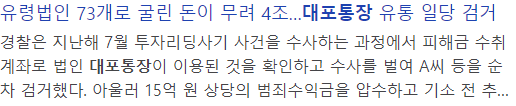 유령법인 73개로 굴린 돈이 무려 4조...대포통장 유통 일당 검거
경찰은 지난해 7월 투자리딩사기 사건을 수사하는 과정에서 피해금 수취
계좌로 법인 대포통장이 이용된 것을 확인하고 수사를 벌여 A씨 등을 순
차 검거했다. 아울러 15억 원 상당의 범죄수익금을 압수하고 기소 전 추...